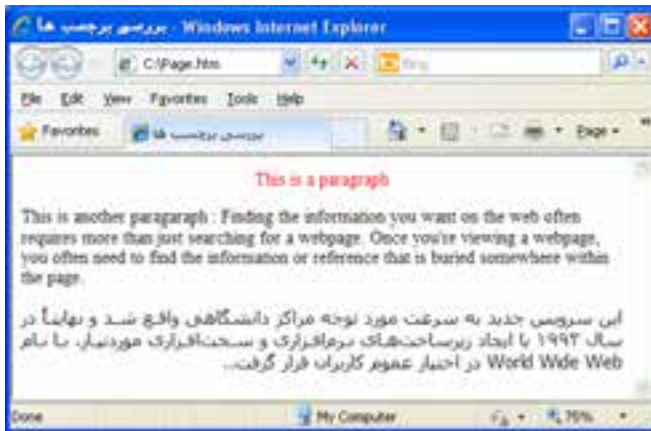 بررسی برچسب ها - Windows Internet Explorer
C:\Page.htm
Bing
File Edit View Favorites Tools Help
Favorites بررسی برچسب ها Page
This is a paragraph
This is another paragaraph : Finding the information you want on the web often
requires more than just searching for a webpage. Once you're viewing a webpage,
you often need to find the information or reference that is buried somewhere within
the page.
این سرویس جدید به سرعت مورد توجه مراکز دانشگاهی واقع شد و نهایتاً در
سال ۱۹۹۲ با ایجاد زیرساخت‌های نرم‌افزاری و سخت‌افزاری موردنیاز، با نام
World Wide Web در اختیار عموم کاربران قرار گرفت...
Done My Computer 75%